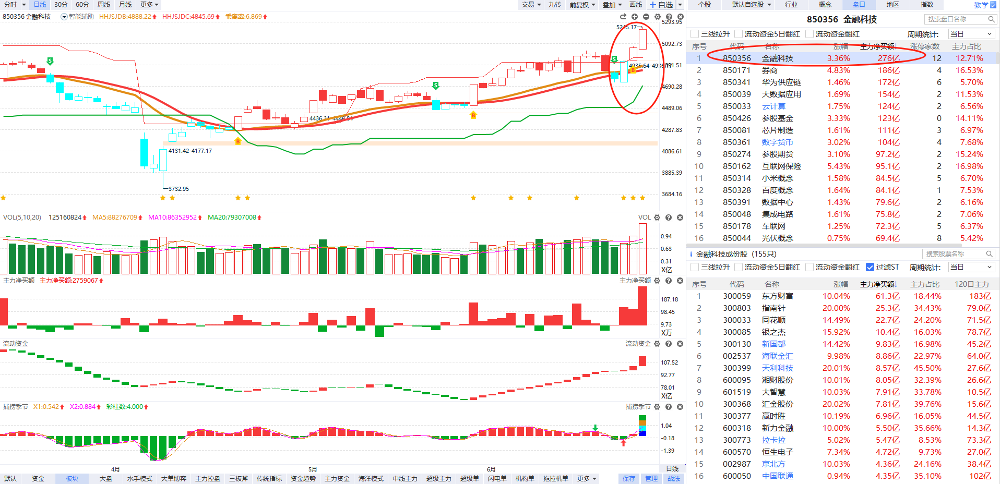 分时 日线 30分 60分 周线 月线 更多 交易 九转 前复权 叠加 画线 自选
850356 金融科技 智能辅助 HHJSJDB:4888.22 HHJSJDC:4845.69 乖离率:6.869
5245.17
4436.31-4446.84
4131.42-4177.17
3732.95
5293.95
5092.73
4891.51
4690.28
4489.06
4287.83
4086.61
3885.39
3684.16
VOL(5,10,20) 125160824 MA5:88276709 MA10:86352952 MA20:79307008 VOL
0.94
0.63
0.31
X亿
主力净买额 主力净买额:2759067 主力净买额
187.18
98.45
9.73
X万
流动资金 流动资金
107.52
92.77
78.01
X亿
捕捞季节 X1:0.542 X2:0.884 彩柱数:4.000 捕捞季节
1.04
-0.18
-1.39
4月 5月 6月 日线
默认 资金 板块 大盘 水手模式 大单博弈 主力控盘 三板斧 传统指标 资金趋势 主力资金 海洋模式 中线主力 超级主力 超级单 闪电单 机构单 拖拉机单 更多 保存 管理 战法
个股 默认自选股 行业 概念 盘口 地区 指数 教学
850356 金融科技 搜索盘口名称
三线拉升 流动资金5日翻红 流动资金翻红 周期统计: 当日
序号 代码 名称 涨幅 主力净买额↓ 涨停家数 主力占比
1 850356 金融科技 3.36% 276亿 12 12.71%
2 850171 券商 4.83% 186亿 4 16.53%
3 850341 华为供应链 1.46% 172亿 6 5.70%
4 850039 大数据应用 1.69% 154亿 2 11.53%
5 850033 云计算 1.75% 124亿 2 6.56%
6 850426 参股基金 3.33% 123亿 0 14.11%
7 850081 芯片制造 1.61% 111亿 3 6.97%
8 850361 数字货币 3.02% 104亿 4 7.68%
9 850274 参股期货 3.10% 97.2亿 2 15.24%
10 850162 互联网保险 5.43% 95.1亿 2 16.98%
11 850314 小米概念 1.58% 84.5亿 5 6.70%
12 850328 百度概念 1.64% 84.1亿 1 7.53%
13 850391 数据中心 1.43% 79.6亿 2 6.16%
14 850048 集成电路 1.61% 75.8亿 2 7.06%
15 850178 车联网 1.25% 72.3亿 5 6.37%
16 850044 光伏概念 0.75% 69.4亿 8 5.42%
金融科技成份股 (155只) 搜索股票名称
三线拉升 流动资金5日翻红 流动资金翻红 过滤ST 周期统计: 当日
序号 代码 名称 涨幅 主力净买额↓ 主力占比 120日主力
1 300059 东方财富 10.04% 61.3亿 18.44% 183亿
2 300803 指南针 20.00% 25.3亿 34.43% 79.0亿
3 300033 同花顺 14.49% 22.7亿 24.20% 71.5亿
4 300085 银之杰 15.92% 10.4亿 16.03% 78.7亿
5 300130 新国都 14.42% 9.83亿 16.98% 45.2亿
6 002537 海联金汇 9.98% 8.86亿 22.97% 64.0亿
7 300399 天利科技 20.01% 8.57亿 45.50% 27.6亿
8 600095 湘财股份 10.01% 8.05亿 32.39% 26.6亿
9 601519 大智慧 10.03% 7.91亿 33.78% 10.5亿
10 300368 汇金股份 20.02% 7.81亿 39.76% 15.6亿
11 300377 赢时胜 10.19% 6.96亿 16.05% 44.5亿
12 600318 新力金融 10.00% 5.50亿 35.66% 14.3亿
13 300773 拉卡拉 5.02% 5.47亿 8.53% 73.3亿
14 600570 恒生电子 7.34% 4.72亿 9.73% 27.0亿
15 002987 京北方 10.03% 4.36亿 24.16% 38.4亿
16 600050 中国联通 0.94% 4.35亿 35.10% 102亿